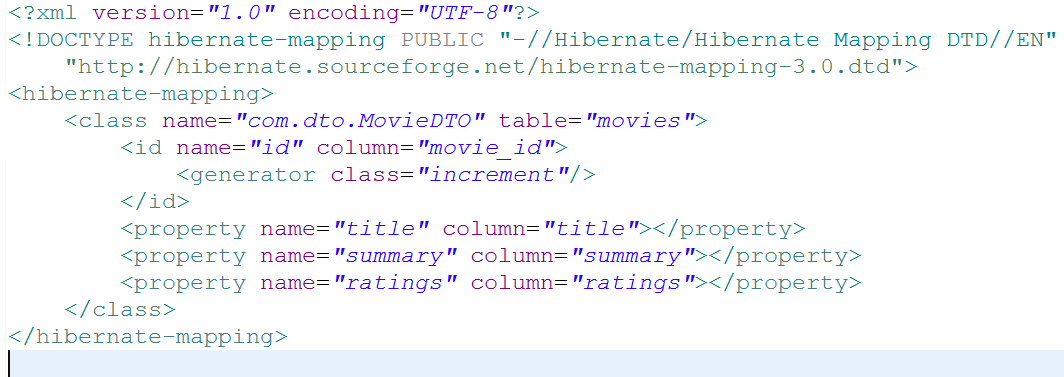 <?xml version="1.0" encoding="UTF-8"?>
<!DOCTYPE hibernate-mapping PUBLIC "-//Hibernate/Hibernate Mapping DTD//EN"
    "http://hibernate.sourceforge.net/hibernate-mapping-3.0.dtd">
<hibernate-mapping>
    <class name="com.dto.MovieDTO" table="movies">
        <id name="id" column="movie_id">
            <generator class="increment"/>
        </id>
        <property name="title" column="title"></property>
        <property name="summary" column="summary"></property>
        <property name="ratings" column="ratings"></property>
    </class>
</hibernate-mapping>